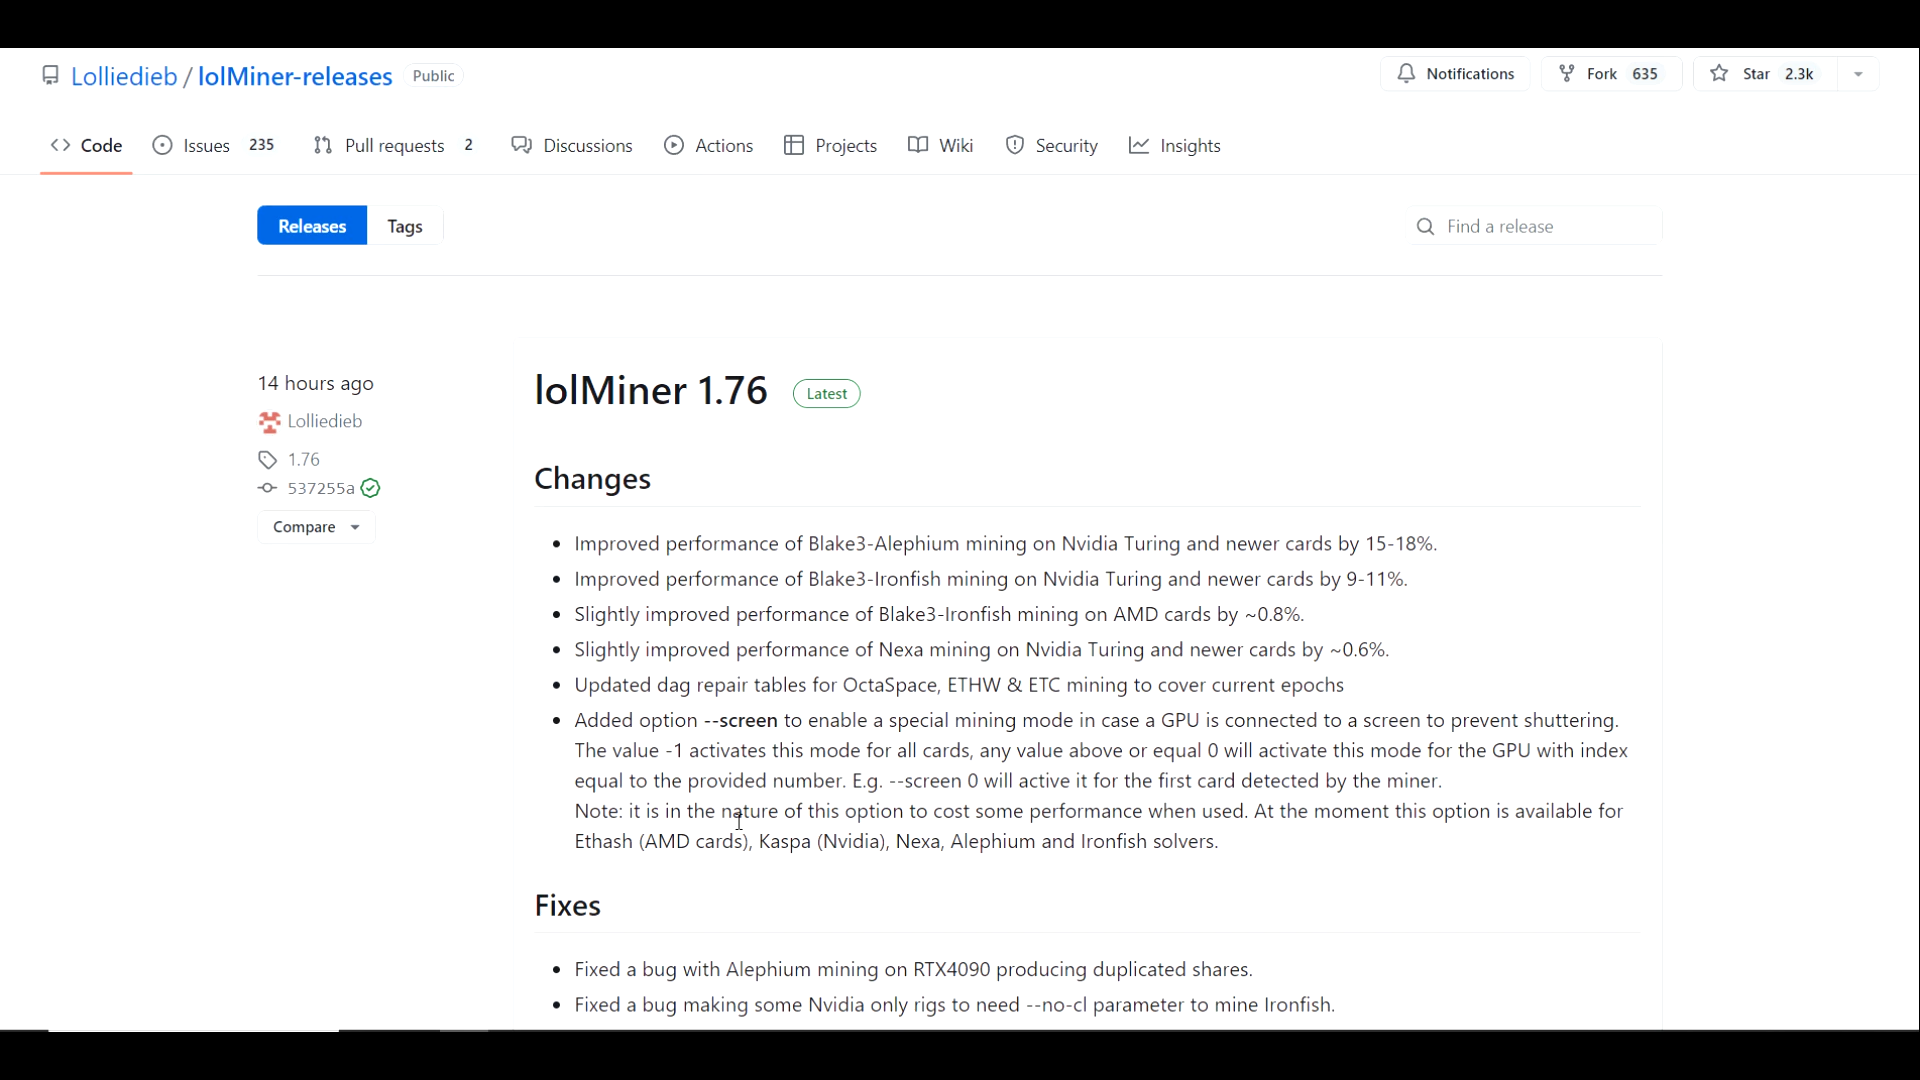 Lolliedieb / lolMiner-releases Public
Notifications Fork 635 Star 2.3k
Code Issues 235 Pull requests 2 Discussions Actions Projects Wiki Security Insights
Releases Tags
Find a release
14 hours ago
Lolliedieb
1.76
537255a
Compare
lolMiner 1.76 Latest
Changes
• Improved performance of Blake3-Alephium mining on Nvidia Turing and newer cards by 15-18%.
• Improved performance of Blake3-Ironfish mining on Nvidia Turing and newer cards by 9-11%.
• Slightly improved performance of Blake3-Ironfish mining on AMD cards by ~0.8%.
• Slightly improved performance of Nexa mining on Nvidia Turing and newer cards by ~0.6%.
• Updated dag repair tables for OctaSpace, ETHW & ETC mining to cover current epochs
• Added option --screen to enable a special mining mode in case a GPU is connected to a screen to prevent shuttering.
The value -1 activates this mode for all cards, any value above or equal 0 will activate this mode for the GPU with index
equal to the provided number. E.g. --screen 0 will active it for the first card detected by the miner.
Note: it is in the nature of this option to cost some performance when used. At the moment this option is available for
Ethash (AMD cards), Kaspa (Nvidia), Nexa, Alephium and Ironfish solvers.
Fixes
• Fixed a bug with Alephium mining on RTX4090 producing duplicated shares.
• Fixed a bug making some Nvidia only rigs to need --no-cl parameter to mine Ironfish.